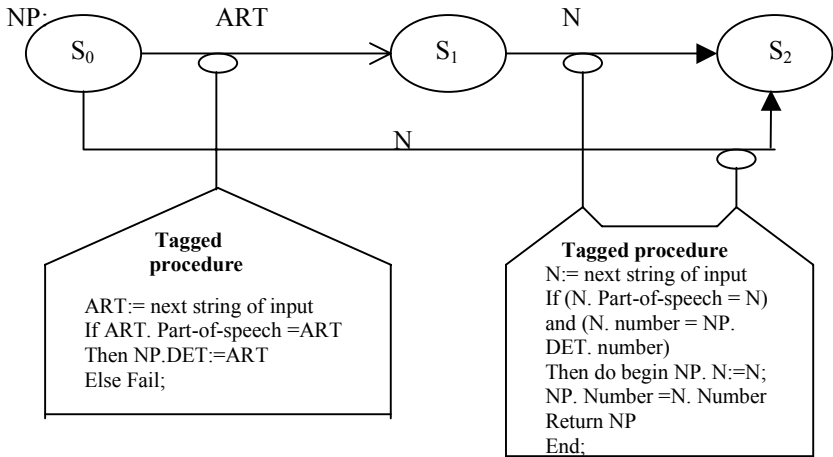 NP:
ART
N
S0
S1
S2
N
Tagged
procedure
ART:= next string of input
If ART. Part-of-speech =ART
Then NP.DET:=ART
Else Fail;
Tagged procedure
N:= next string of input
If (N. Part-of-speech = N)
and (N. number = NP.
DET. number)
Then do begin NP. N:=N;
NP. Number =N. Number
Return NP
End;